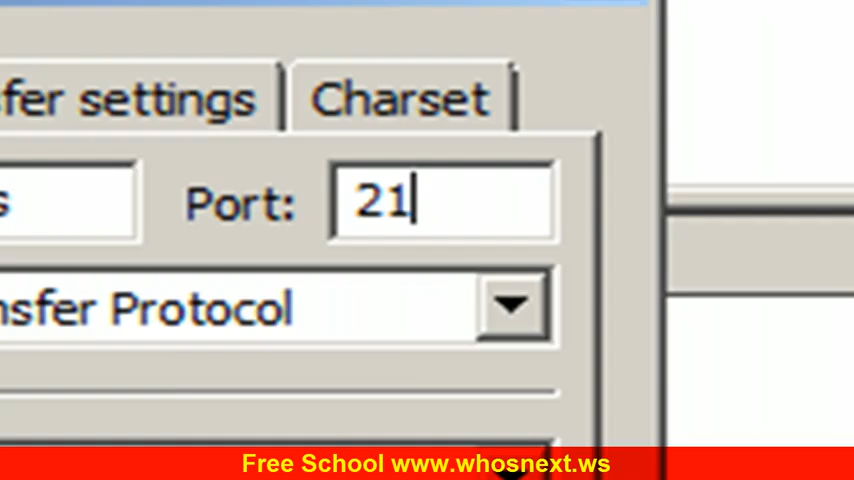 fer settings Charset
s Port: 21
nsfer Protocol
Free School www.whosnext.ws